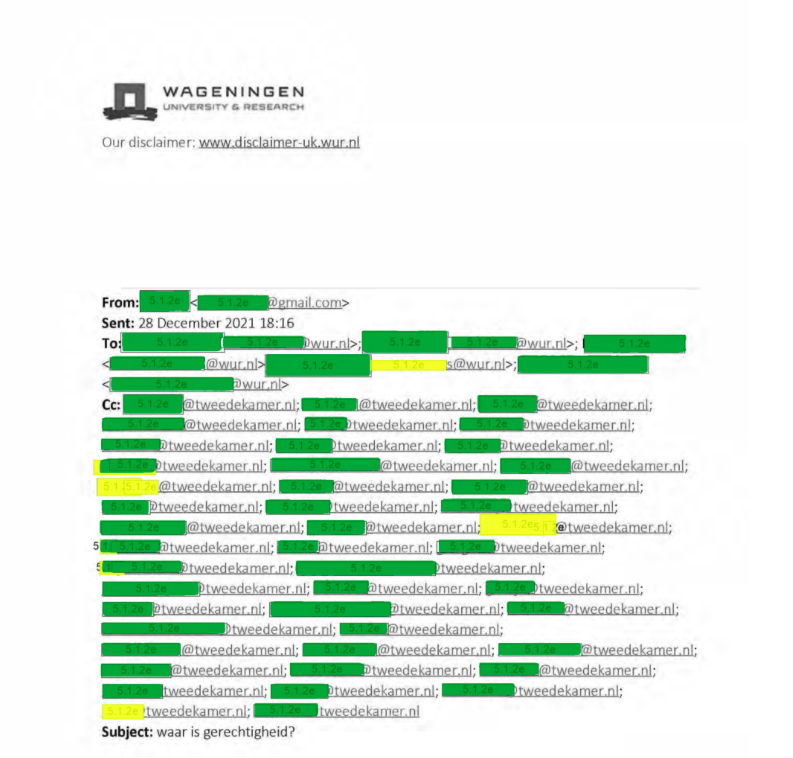 WAGENINGEN
UNIVERSITY & RESEARCH
Our disclaimer: www.disclaimer-uk.wur.nl
From: 5.1.2e < 5.1.2e @gmail.com>
Sent: 28 December 2021 18:16
To: 5.1.2e 5.1.2e @wur.nl>; 5.1.2e 5.1.2e @wur.nl>; 5.1.2e
< 5.1.2e @wur.nl> 5.1.2e 5.1.2e s@wur.nl>; 5.1.2e
< 5.1.2e @wur.nl>
Cc: 5.1.2e @tweedekamer.nl; 5.1.2e @tweedekamer.nl; 5.1.2e @tweedekamer.nl;
5.1.2e @tweedekamer.nl; 5.1.2e tweedekamer.nl; 5.1.2e @tweedekamer.nl;
5.1.2e @tweedekamer.nl; 5.1.2e tweedekamer.nl; 5.1.2e @tweedekamer.nl;
5.1.2e tweedekamer.nl; 5.1.2e @tweedekamer.nl; 5.1.2e @tweedekamer.nl;
5.1 5.1.2e @tweedekamer.nl; 5.1.2e @tweedekamer.nl; 5.1.2e @tweedekamer.nl;
5.1.2e tweedekamer.nl; 5.1.2e tweedekamer.nl; 5.1.2e tweedekamer.nl;
5.1.2e @tweedekamer.nl; 5.1.2e @tweedekamer.nl; 5.1.2e @tweedekamer.nl;
5.1.2e @tweedekamer.nl; 5.1.2e @tweedekamer.nl; 5.1.2e tweedekamer.nl;
5.1.2e tweedekamer.nl; 5.1.2e tweedekamer.nl;
5.1.2e tweedekamer.nl; 5.1.2e @tweedekamer.nl; 5.1.2e tweedekamer.nl;
5.1.2e tweedekamer.nl; 5.1.2e @tweedekamer.nl; 5.1.2e @tweedekamer.nl;
5.1.2e tweedekamer.nl; 5.1.2e @tweedekamer.nl;
5.1.2e @tweedekamer.nl; 5.1.2e @tweedekamer.nl; 5.1.2e @tweedekamer.nl;
5.1.2e @tweedekamer.nl; 5.1.2e tweedekamer.nl; 5.1.2e @tweedekamer.nl;
5.1.2e tweedekamer.nl; 5.1.2e tweedekamer.nl; 5.1.2e tweedekamer.nl;
5.1.2e tweedekamer.nl; 5.1.2e tweedekamer.nl
Subject: waar is gerechtigheid?